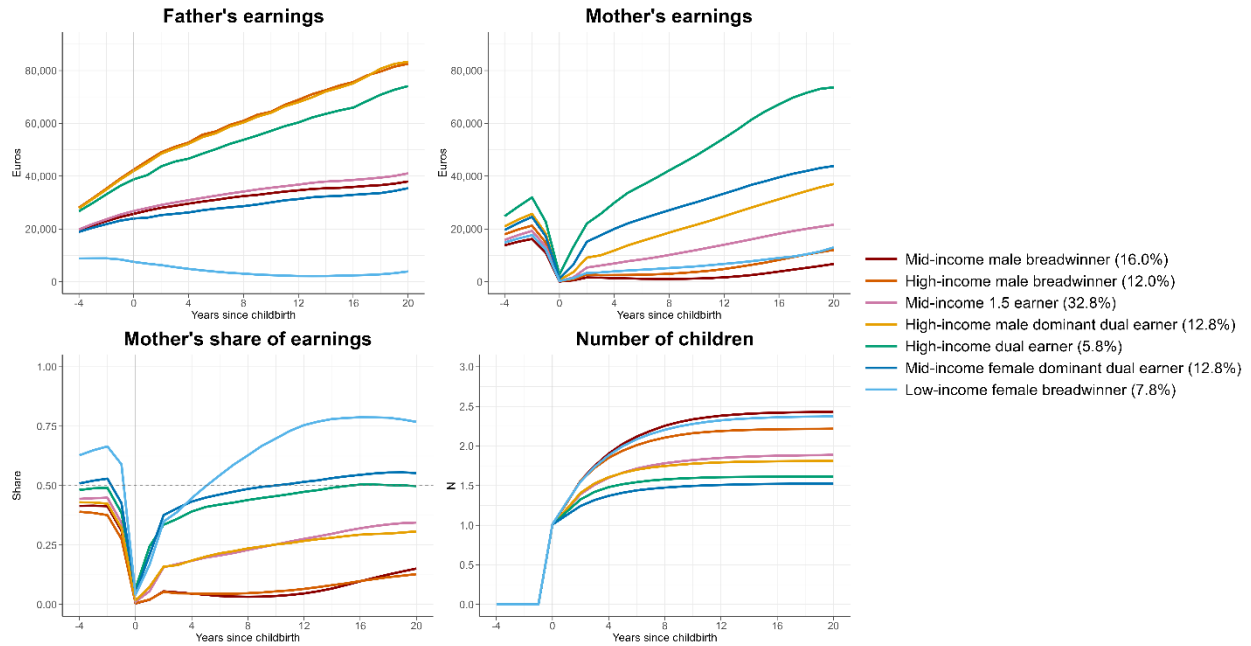 Father's earnings
80,000
60,000
40,000
20,000
0
Euros
-4 0 4 8 12 16 20
Years since childbirth
Mother's earnings
80,000
60,000
40,000
20,000
0
Euros
-4 0 4 8 12 16 20
Years since childbirth
Mother's share of earnings
1.00
0.75
0.50
0.25
0.00
Share
-4 0 4 8 12 16 20
Years since childbirth
Number of children
3.0
2.5
2.0
1.5
1.0
0.5
0.0
N
-4 0 4 8 12 16 20
Years since childbirth
Mid-income male breadwinner (16.0%)
High-income male breadwinner (12.0%)
Mid-income 1.5 earner (32.8%)
High-income male dominant dual earner (12.8%)
High-income dual earner (5.8%)
Mid-income female dominant dual earner (12.8%)
Low-income female breadwinner (7.8%)